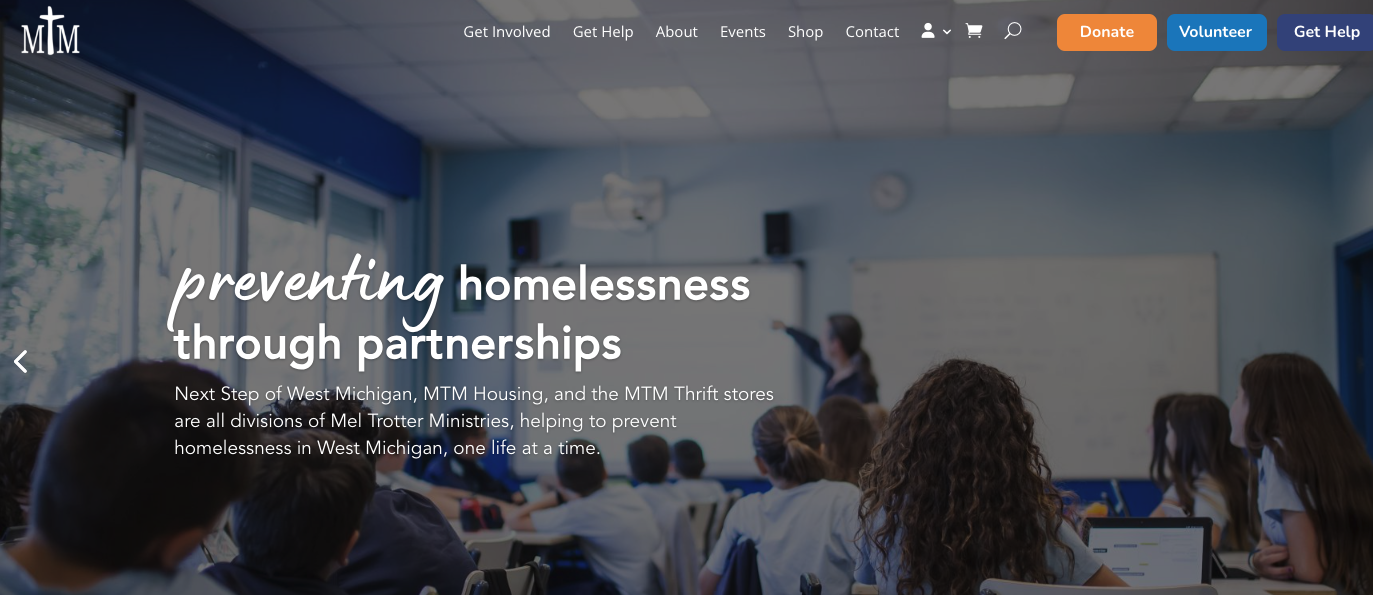 MTM
Get Involved Get Help About Events Shop Contact Donate Volunteer Get Help
preventing homelessness
through partnerships
Next Step of West Michigan, MTM Housing, and the MTM Thrift stores
are all divisions of Mel Trotter Ministries, helping to prevent
homelessness in West Michigan, one life at a time.